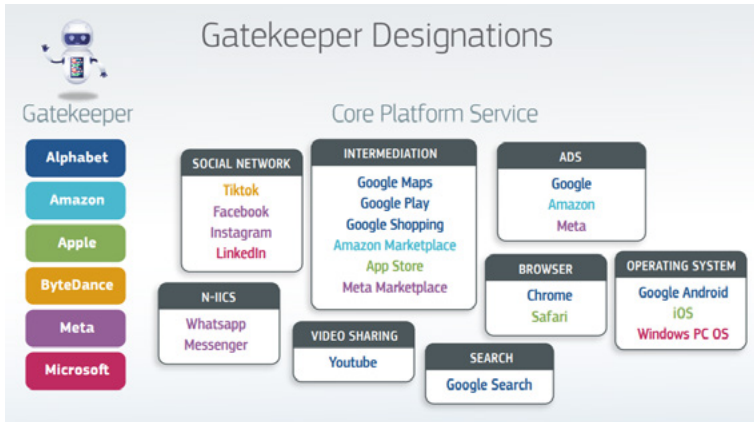 Gatekeeper Designations
Gatekeeper
Core Platform Service
Alphabet
Amazon
Apple
ByteDance
Meta
Microsoft
SOCIAL NETWORK
Tiktok
Facebook
Instagram
LinkedIn
INTERMEDIATION
Google Maps
Google Play
Google Shopping
Amazon Marketplace
App Store
Meta Marketplace
ADS
Google
Amazon
Meta
N-IICS
Whatsapp
Messenger
VIDEO SHARING
Youtube
BROWSER
Chrome
Safari
SEARCH
Google Search
OPERATING SYSTEM
Google Android
iOS
Windows PC OS